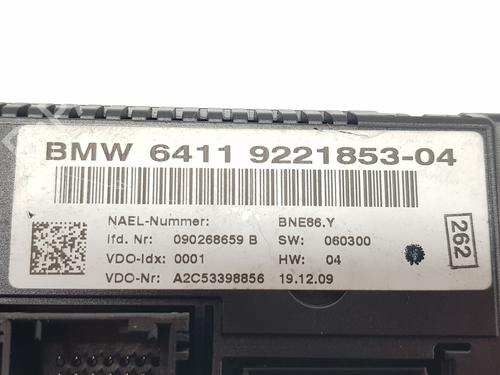 BMW 6411 9221853-04
NAEL-Nummer: BNE86.Y
lfd. Nr: 090268659 B SW: 060300
VDO-Idx: 0001 HW: 04
VDO-Nr: A2C53398856 19.12.09
262